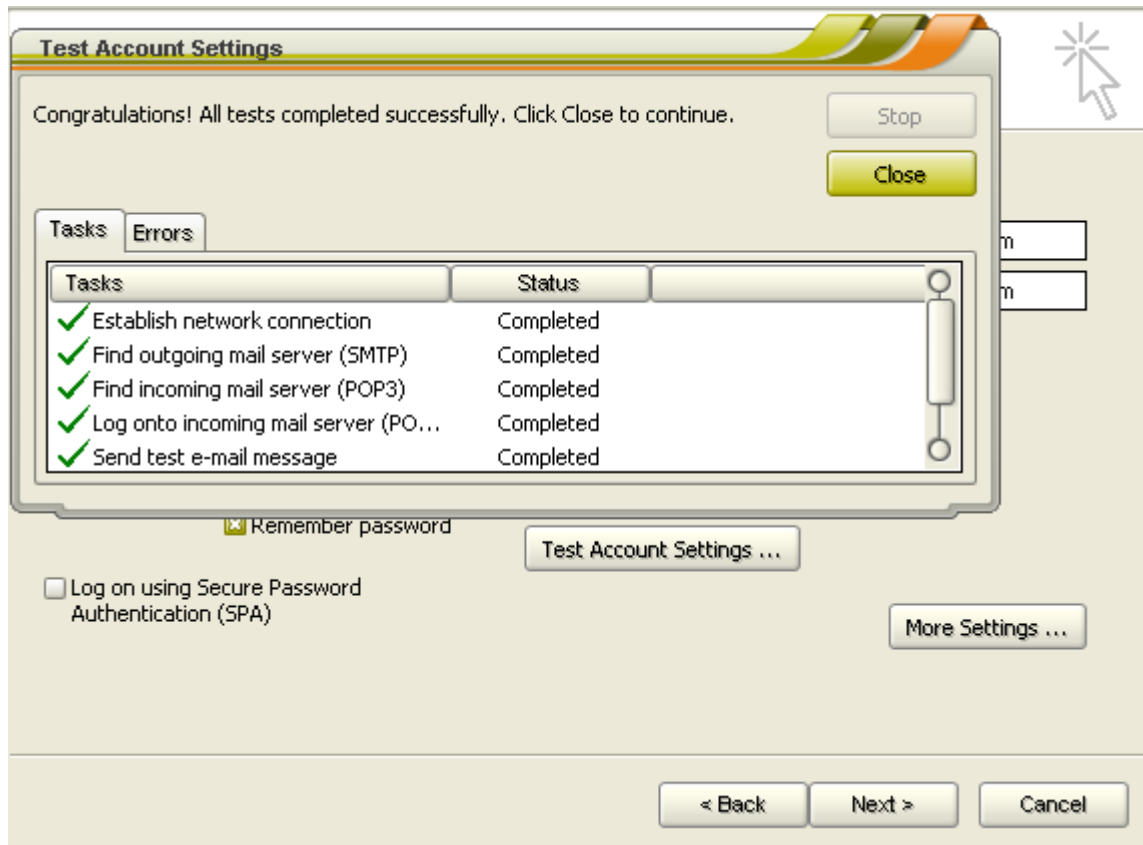 Test Account Settings
Congratulations! All tests completed successfully. Click Close to continue.
Stop
Close
Tasks Errors
m
Tasks Status
m
Establish network connection Completed
Find outgoing mail server (SMTP) Completed
Find incoming mail server (POP3) Completed
Log onto incoming mail server (PO... Completed
Send test e-mail message Completed
Remember password
Test Account Settings ...
Log on using Secure Password
Authentication (SPA)
More Settings ...
< Back Next > Cancel